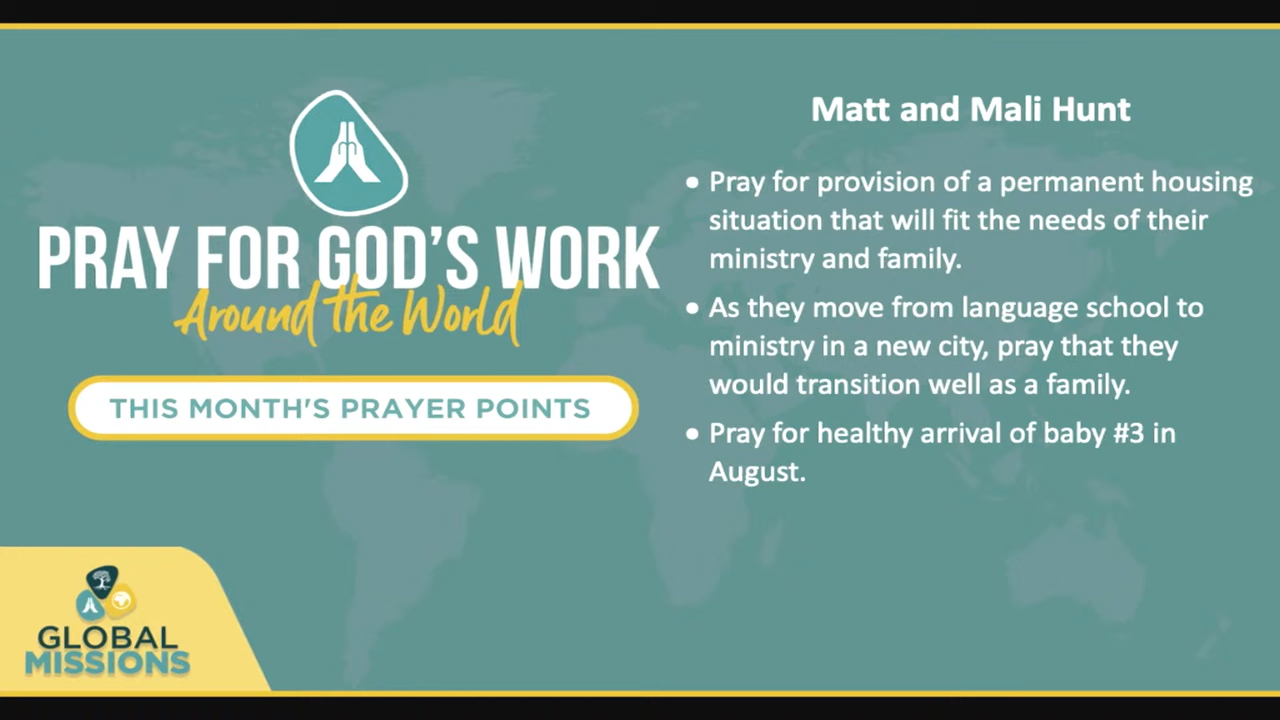 PRAY FOR GOD'S WORK
Around the World
THIS MONTH'S PRAYER POINTS
GLOBAL
MISSIONS
Matt and Mali Hunt
• Pray for provision of a permanent housing
situation that will fit the needs of their
ministry and family.
• As they move from language school to
ministry in a new city, pray that they
would transition well as a family.
• Pray for healthy arrival of baby #3 in
August.